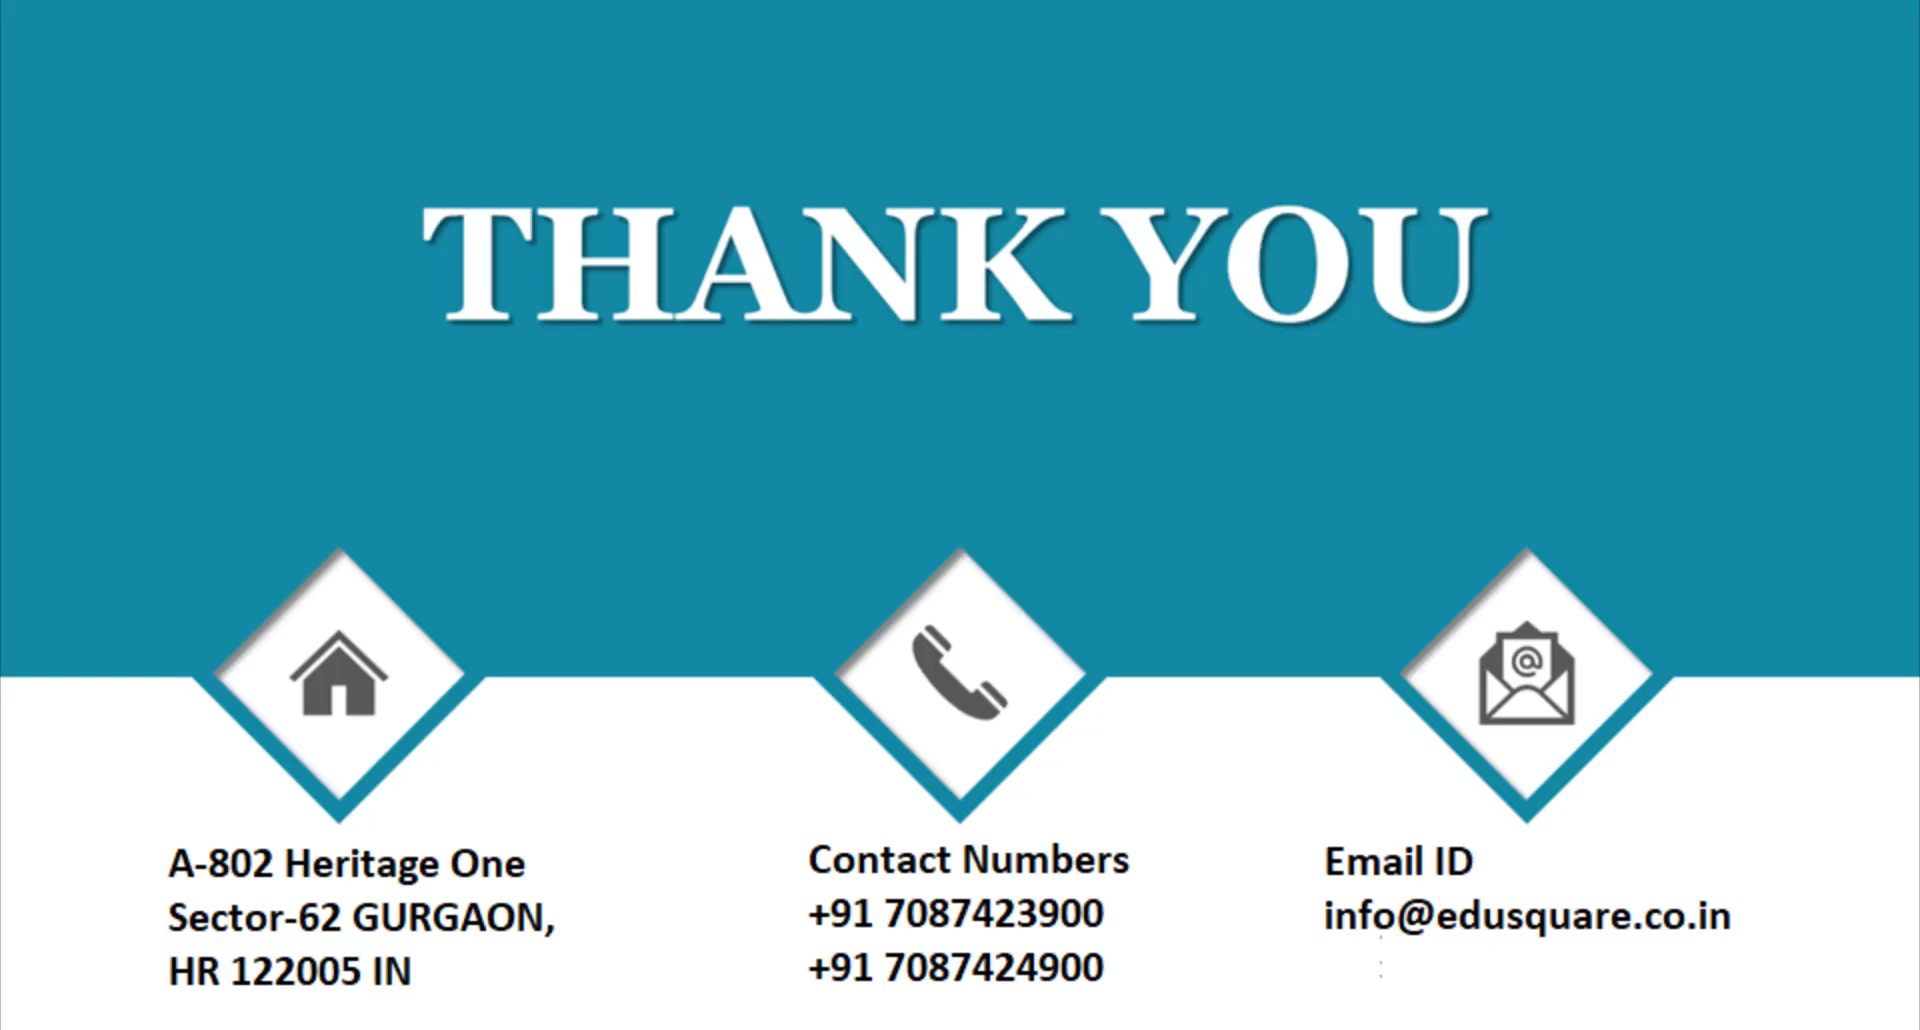 THANK YOU
A-802 Heritage One
Sector-62 GURGAON,
HR 122005 IN
Contact Numbers
+91 7087423900
+91 7087424900
Email ID
info@edusquare.co.in